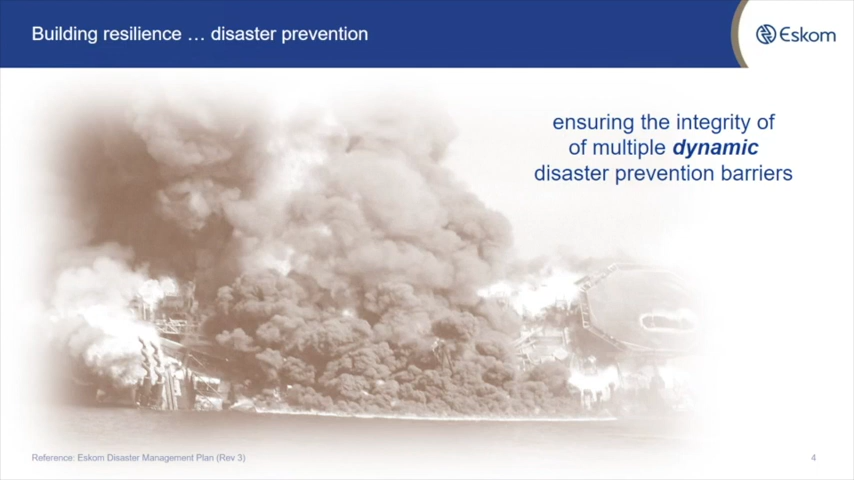 Building resilience … disaster prevention
Eskom
ensuring the integrity of
of multiple dynamic
disaster prevention barriers
Reference: Eskom Disaster Management Plan (Rev 3)
4